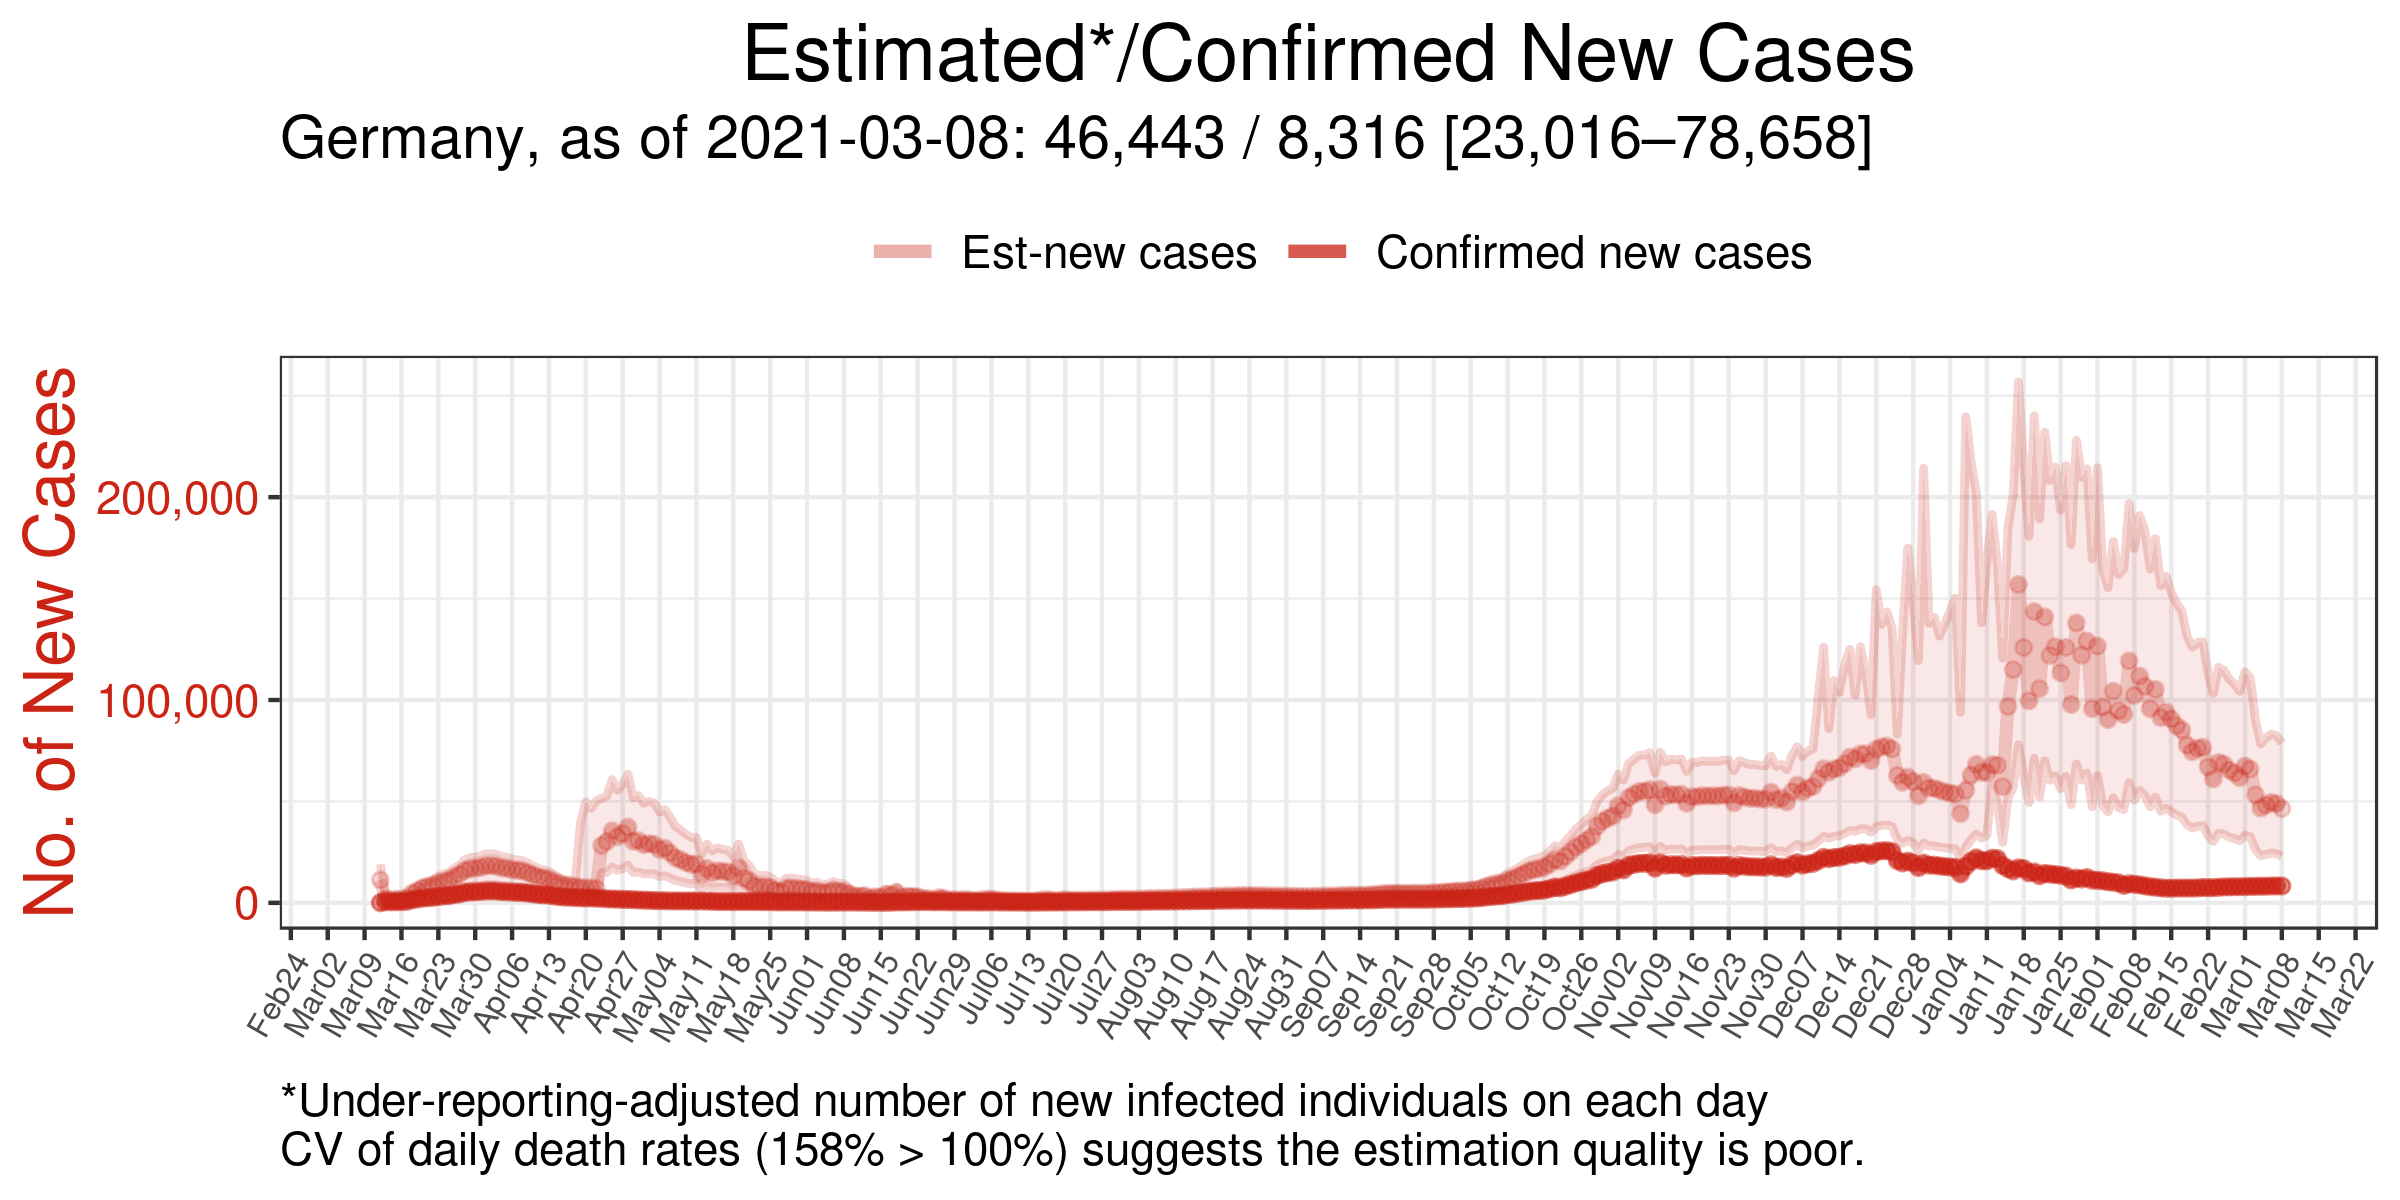 Estimated*/Confirmed New Cases
Germany, as of 2021-03-08: 46,443 / 8,316 [23,016–78,658]
Est-new cases
Confirmed new cases
No. of New Cases
200,000
100,000
0
Feb24
Mar02
Mar09
Mar16
Mar23
Mar30
Apr06
Apr13
Apr20
Apr27
May04
May11
May18
May25
Jun01
Jun08
Jun15
Jun22
Jun29
Jul06
Jul13
Jul20
Jul27
Aug03
Aug10
Aug17
Aug24
Aug31
Sep07
Sep14
Sep21
Sep28
Oct05
Oct12
Oct19
Oct26
Nov02
Nov09
Nov16
Nov23
Nov30
Dec07
Dec14
Dec21
Dec28
Jan04
Jan11
Jan18
Jan25
Feb01
Feb08
Feb15
Feb22
Mar01
Mar08
Mar15
Mar22
*Under-reporting-adjusted number of new infected individuals on each day
CV of daily death rates (158% > 100%) suggests the estimation quality is poor.